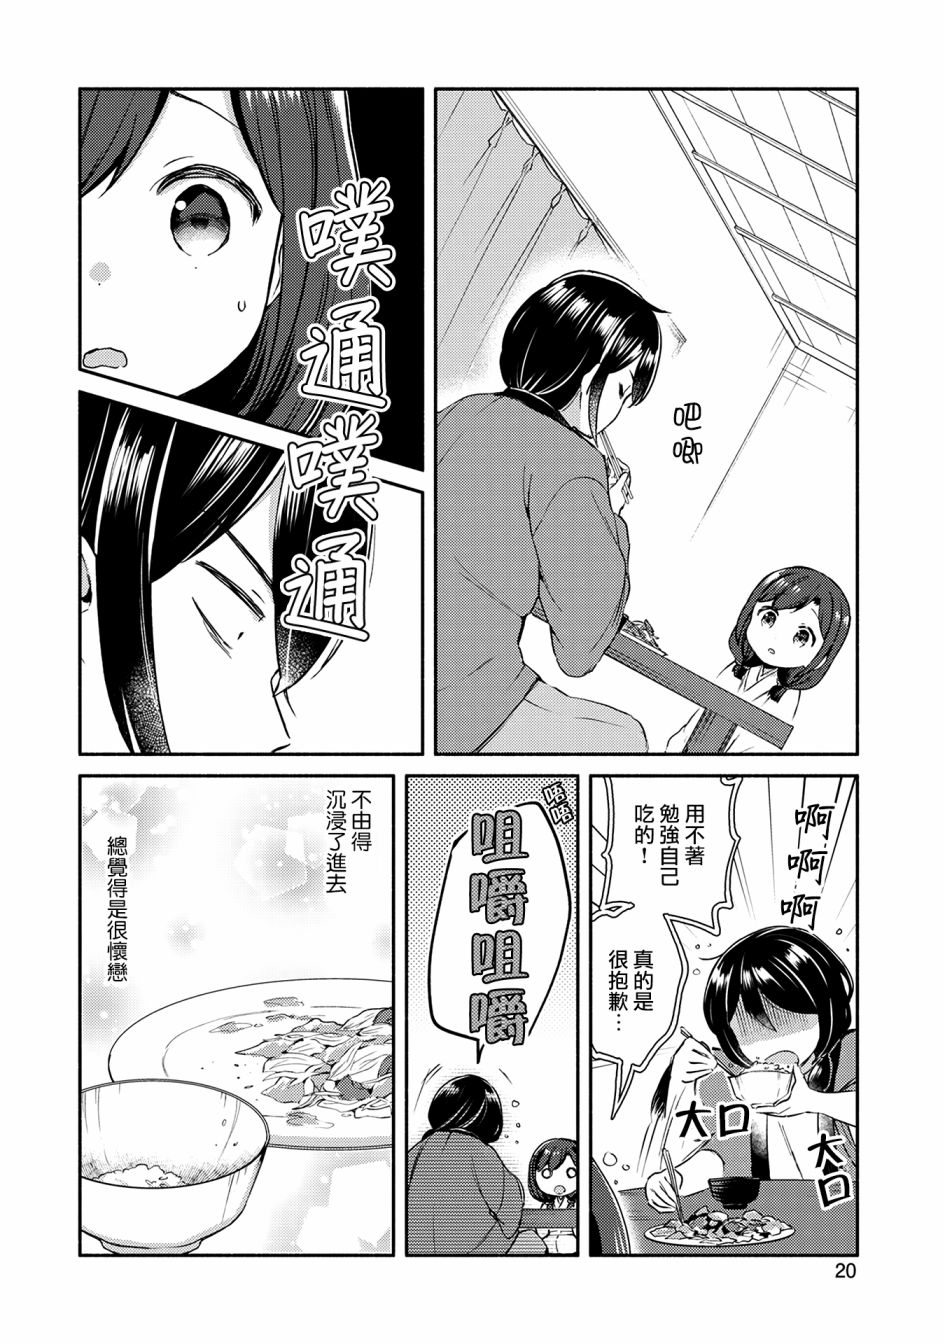 吧唧
噗通
噗通
啊啊啊
用不著
勉強自己
吃的！
真的是
很抱歉…
大口
大口
唔唔
咀嚼咀嚼
不由得
沉浸了進去
總覺得是很懷戀
20